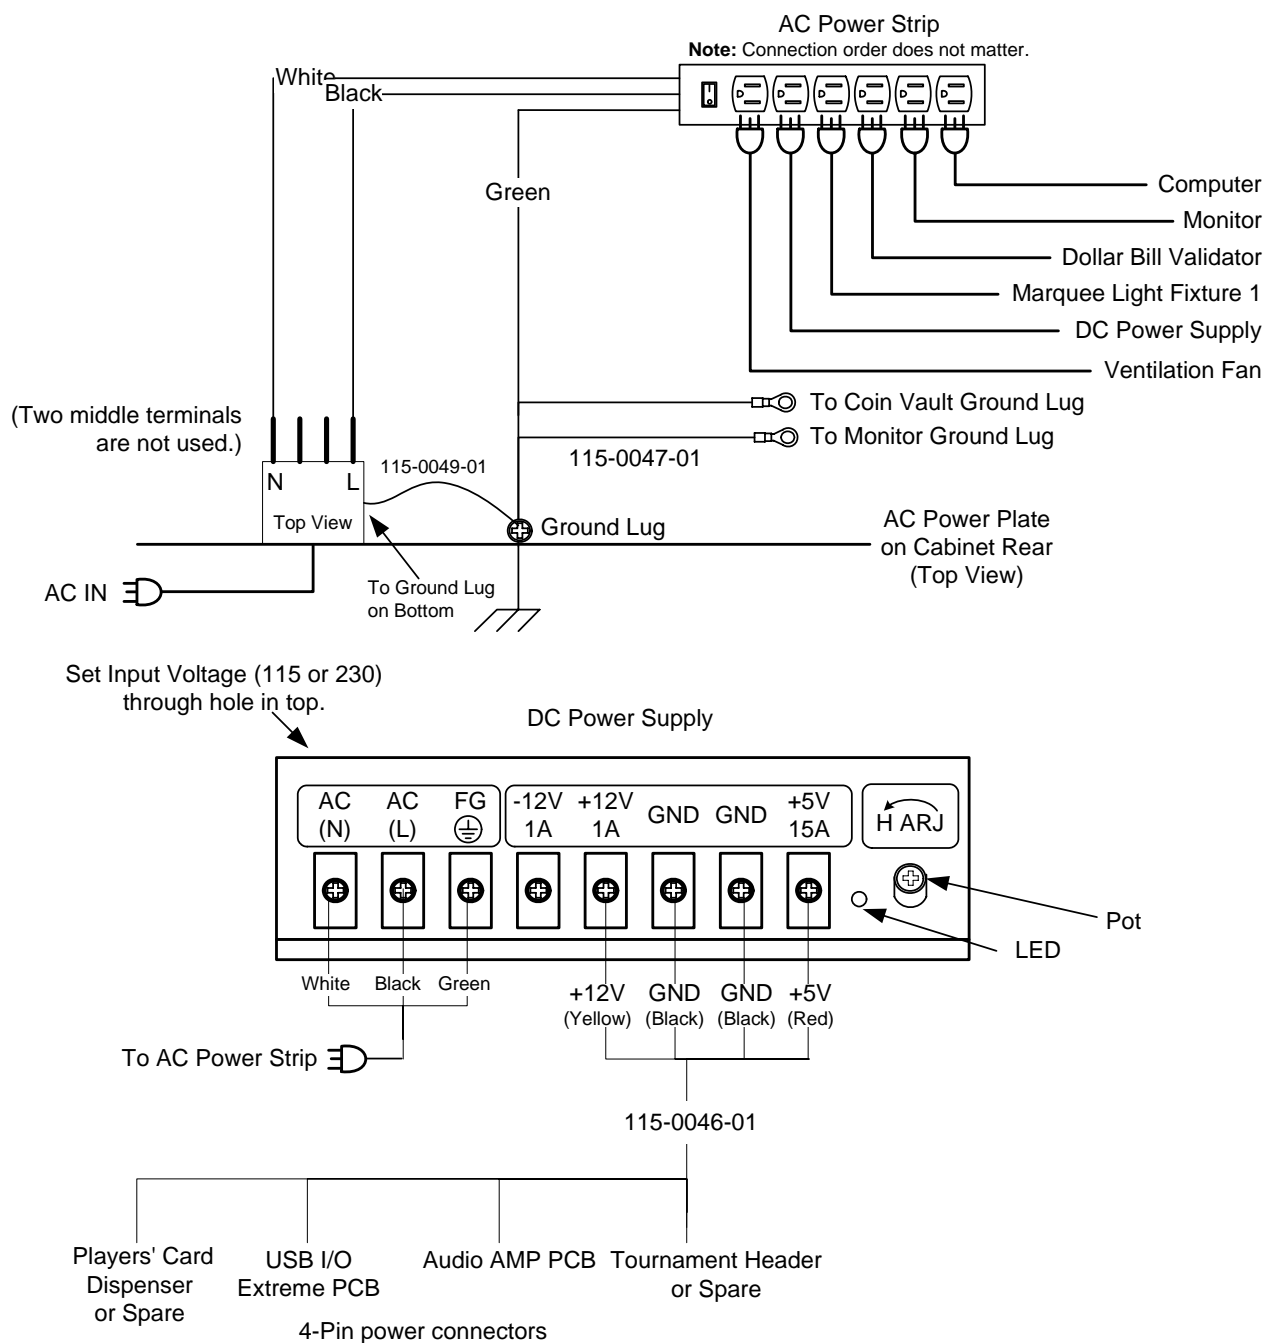 AC Power Strip
Note: Connection order does not matter.
White
Black
Green
Computer
Monitor
Dollar Bill Validator
Marquee Light Fixture 1
DC Power Supply
Ventilation Fan
(Two middle terminals
are not used.)
To Coin Vault Ground Lug
To Monitor Ground Lug
115-0047-01
115-0049-01
N L
Top View
Ground Lug
AC Power Plate
on Cabinet Rear
(Top View)
AC IN
To Ground Lug
on Bottom
Set Input Voltage (115 or 230)
through hole in top.
DC Power Supply
AC AC FG -12V +12V GND GND +5V
(N) (L) 1A 1A 15A
H ARJ
Pot
LED
White Black Green
+12V GND GND +5V
(Yellow) (Black) (Black) (Red)
To AC Power Strip
115-0046-01
Players' Card
Dispenser
or Spare
USB I/O
Extreme PCB
Audio AMP PCB
Tournament Header
or Spare
4-Pin power connectors